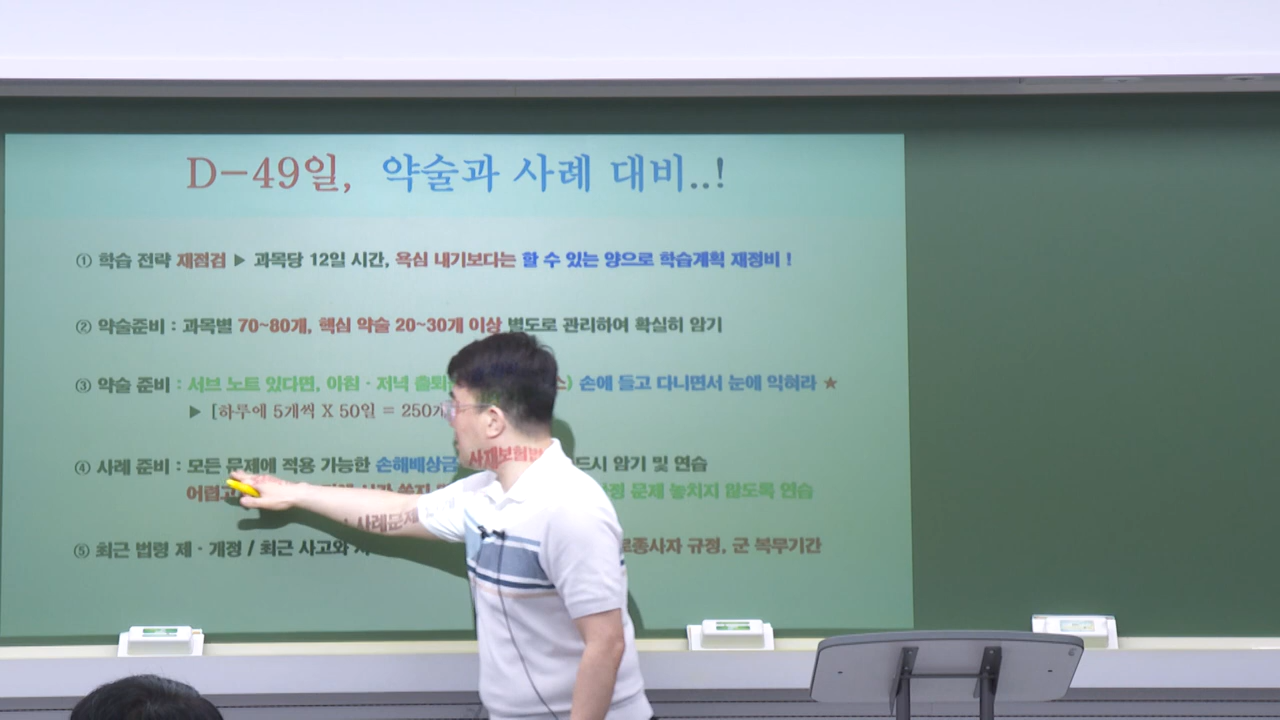 D-49일, 약술과 사례 대비..!
① 학습 전략 재점검 ▶ 과목당 12일 시간, 욕심 내기보다는 할 수 있는 양으로 학습계획 재정비 !
② 약술준비 : 과목별 70~80개, 핵심 약술 20~30개 이상 별도로 관리하여 확실히 암기
③ 약술 준비 : 서브 노트 있다면, 아침 · 저녁 출퇴 스) 손에 들고 다니면서 눈에 익혀라 ★
▶ [하루에 5개씩 X 50일 = 250개
④ 사례 준비 : 모든 문제에 적용 가능한 손해배상금 산재보험법 드시 암기 및 연습
어렵고 시간 쓰지 문제 놓치지 않도록 연습
: 사례문제
⑤ 최근 법령 제 · 개정 / 최근 사고와 로종사자 규정, 군 복무기간